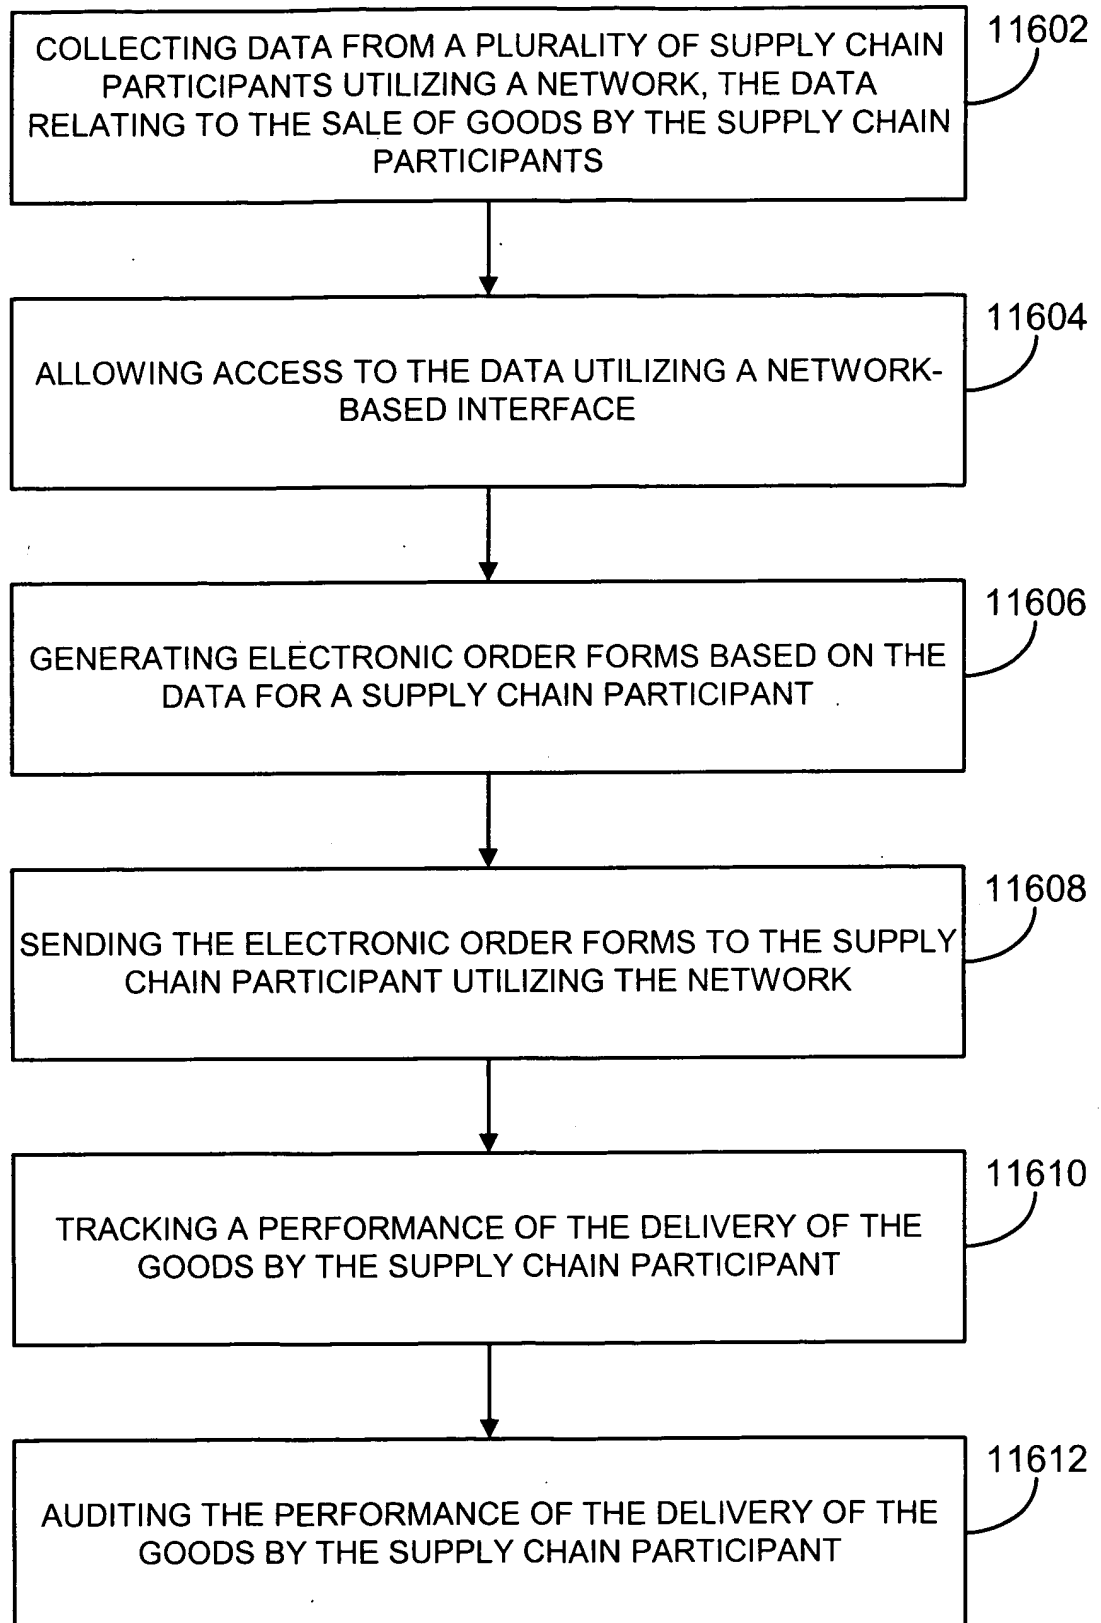 11602
COLLECTING DATA FROM A PLURALITY OF SUPPLY CHAIN
PARTICIPANTS UTILIZING A NETWORK, THE DATA
RELATING TO THE SALE OF GOODS BY THE SUPPLY CHAIN
PARTICIPANTS
11604
ALLOWING ACCESS TO THE DATA UTILIZING A NETWORK-
BASED INTERFACE
11606
GENERATING ELECTRONIC ORDER FORMS BASED ON THE
DATA FOR A SUPPLY CHAIN PARTICIPANT
11608
SENDING THE ELECTRONIC ORDER FORMS TO THE SUPPLY
CHAIN PARTICIPANT UTILIZING THE NETWORK
11610
TRACKING A PERFORMANCE OF THE DELIVERY OF THE
GOODS BY THE SUPPLY CHAIN PARTICIPANT
11612
AUDITING THE PERFORMANCE OF THE DELIVERY OF THE
GOODS BY THE SUPPLY CHAIN PARTICIPANT